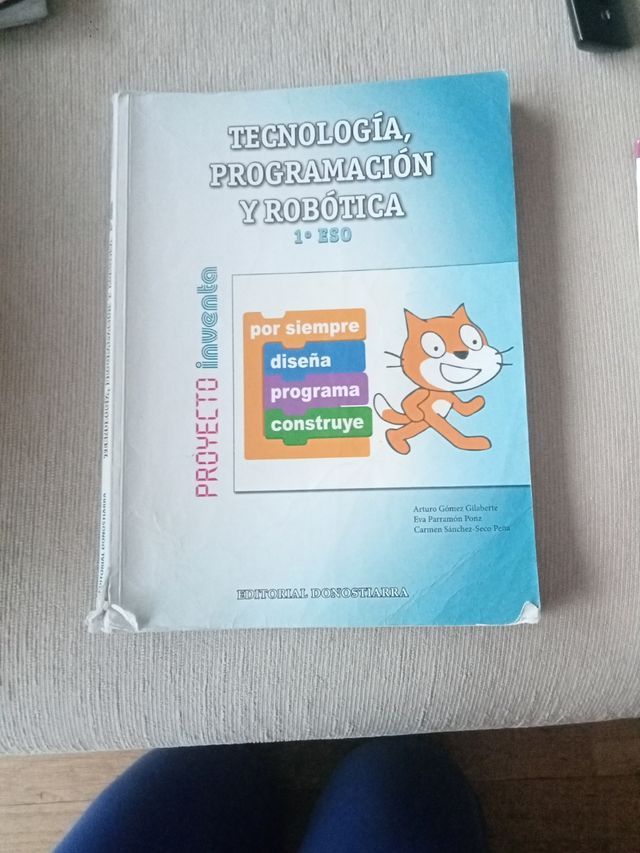 TECNOLOGÍA,
PROGRAMACIÓN
Y ROBÓTICA
1º ESO
PROYECTO inventa
por siempre
diseña
programa
construye
Arturo Gómez Gilaberte
Eva Parramón Ponz
Carmen Sánchez-Seco Peña
EDITORIAL DONOSTIARRA